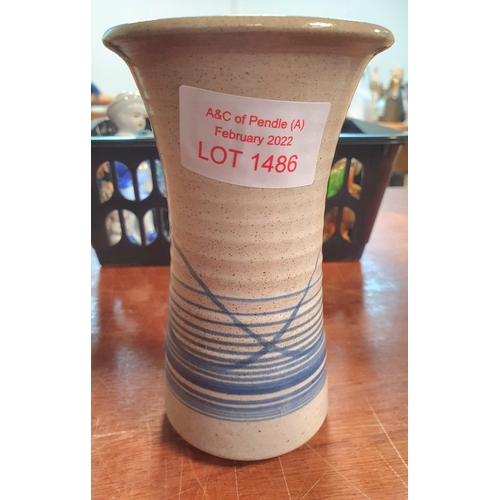 A&C of Pendle (A)
February 2022
LOT 1486